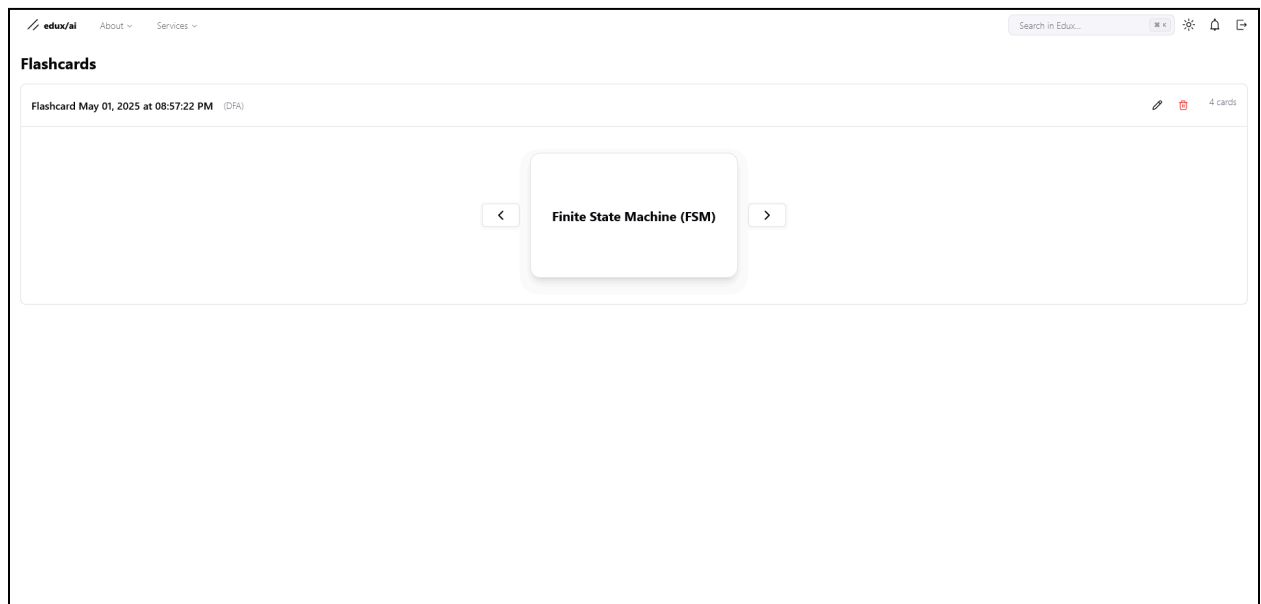 edux/ai About Services Search in Edux... ⌘ K
Flashcards
Flashcard May 01, 2025 at 08:57:22 PM (DFA) 4 cards
Finite State Machine (FSM)